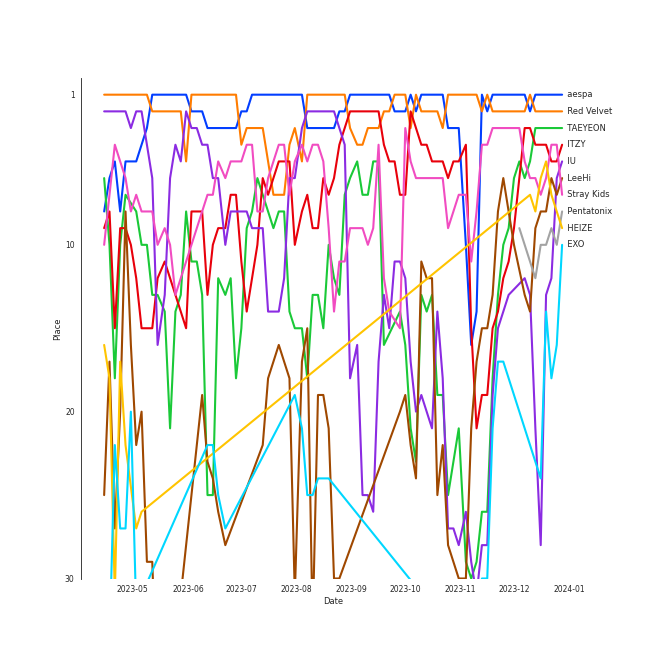 1
10
20
30
Place
2023-05
2023-06
2023-07
2023-08
2023-09
2023-10
2023-11
2023-12
2024-01
Date
aespa
Red Velvet
TAEYEON
ITZY
IU
LeeHi
Stray Kids
Pentatonix
HEIZE
EXO